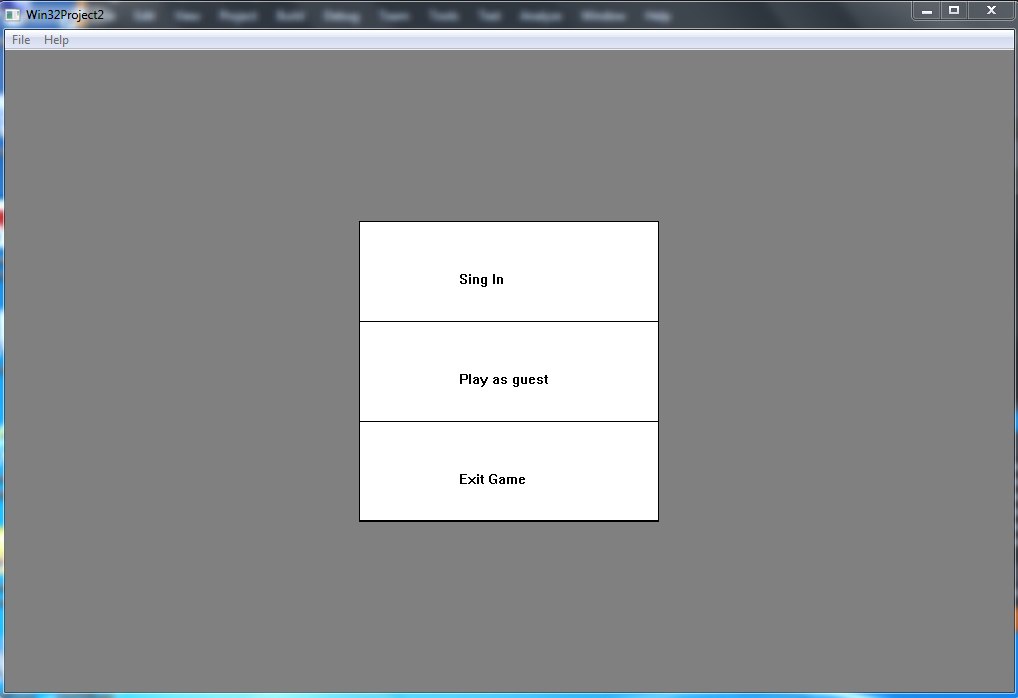 Win32Project2
File Help
Sing In
Play as guest
Exit Game